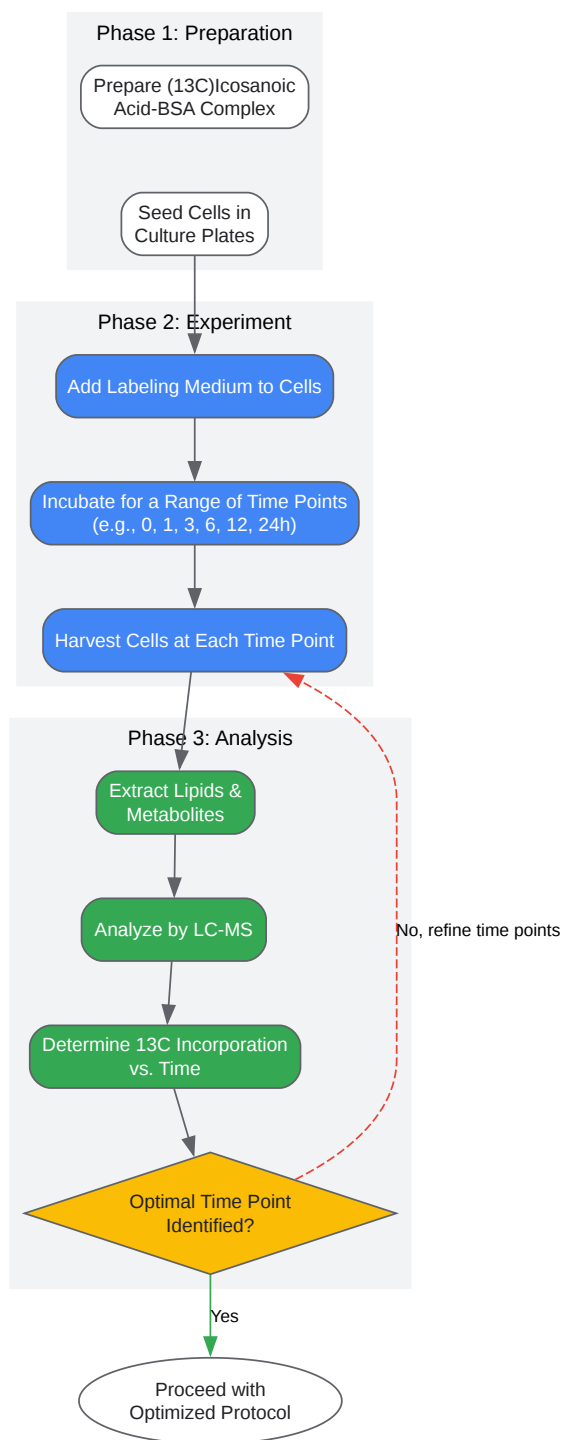 Phase 1: Preparation
Prepare (13C)Icosanoic
Acid-BSA Complex
Seed Cells in
Culture Plates
Phase 2: Experiment
Add Labeling Medium to Cells
Incubate for a Range of Time Points
(e.g., 0, 1, 3, 6, 12, 24h)
Harvest Cells at Each Time Point
Phase 3: Analysis
Extract Lipids &
Metabolites
Analyze by LC-MS
No, refine time points
Determine 13C Incorporation
vs. Time
Optimal Time Point
Identified?
Yes
Proceed with
Optimized Protocol